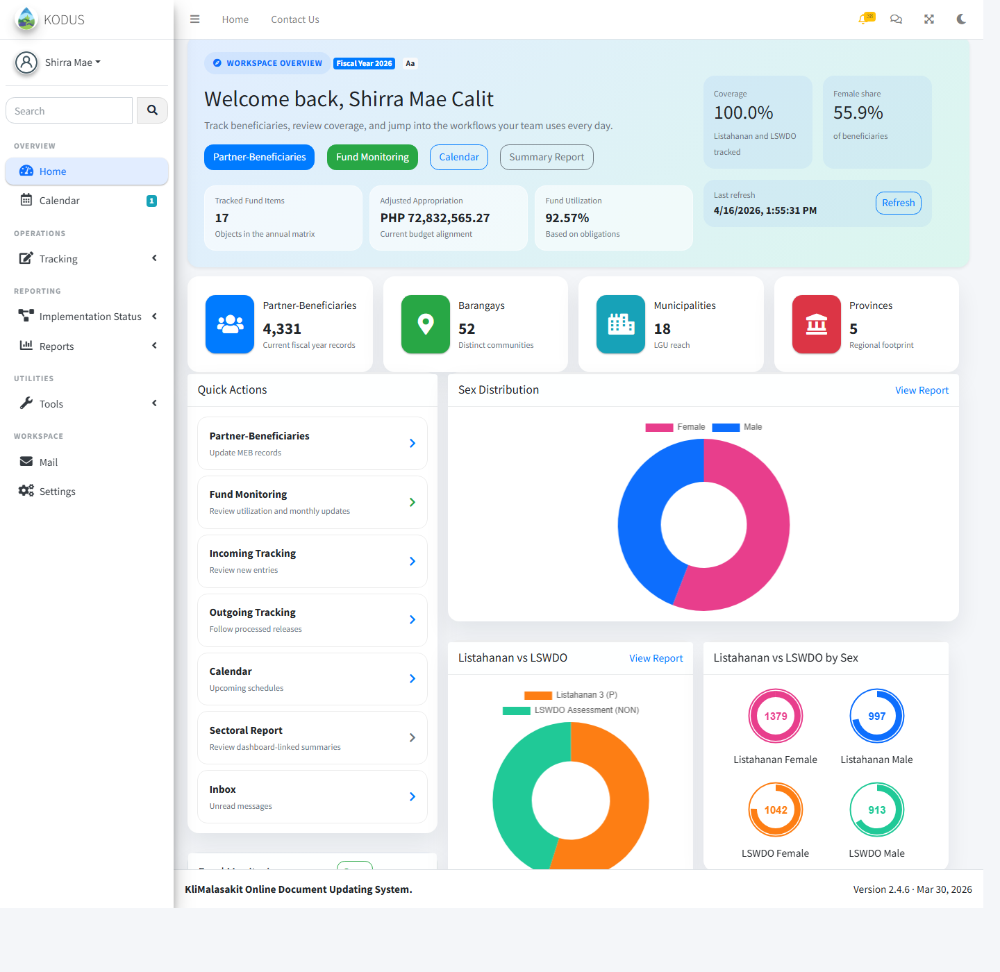 KODUS
Home
Contact Us
38
Shirra Mae
Search
OVERVIEW
Home
Calendar
1
OPERATIONS
Tracking
REPORTING
Implementation Status
Reports
UTILITIES
Tools
WORKSPACE
Mail
Settings
WORKSPACE OVERVIEW
Fiscal Year 2026
Aa
Welcome back, Shirra Mae Calit
Track beneficiaries, review coverage, and jump into the workflows your team uses every day.
Partner-Beneficiaries
Fund Monitoring
Calendar
Summary Report
Tracked Fund Items
17
Objects in the annual matrix
Adjusted Appropriation
PHP 72,832,565.27
Current budget alignment
Fund Utilization
92.57%
Based on obligations
Coverage
100.0%
Listahanan and LSWDO
tracked
Female share
55.9%
of beneficiaries
Last refresh
4/16/2026, 1:55:31 PM
Refresh
Partner-Beneficiaries
4,331
Current fiscal year records
Barangays
52
Distinct communities
Municipalities
18
LGU reach
Provinces
5
Regional footprint
Quick Actions
Partner-Beneficiaries
Update MEB records
Fund Monitoring
Review utilization and monthly updates
Incoming Tracking
Review new entries
Outgoing Tracking
Follow processed releases
Calendar
Upcoming schedules
Sectoral Report
Review dashboard-linked summaries
Inbox
Unread messages
Sex Distribution
View Report
Female
Male
Listahanan vs LSWDO
View Report
Listahanan 3 (P)
LSWDO Assessment (NON)
Listahanan vs LSWDO by Sex
1379
Listahanan Female
997
Listahanan Male
1042
LSWDO Female
913
LSWDO Male
KliMalasakit Online Document Updating System.
Version 2.4.6 · Mar 30, 2026